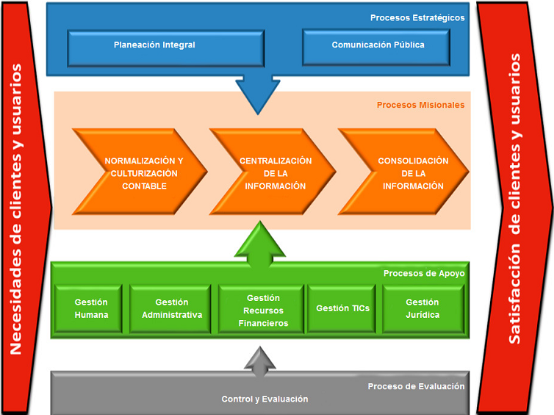 Necesidades de clientes y usuarios
Procesos Estratégicos
Planeación Integral
Comunicación Pública
Procesos Misionales
NORMALIZACIÓN Y
CULTURIZACIÓN
CONTABLE
CENTRALIZACIÓN
DE LA
INFORMACIÓN
CONSOLIDACIÓN
DE LA
INFORMACIÓN
Procesos de Apoyo
Gestión
Humana
Gestión
Administrativa
Gestión
Recursos
Financieros
Gestión TICs
Gestión
Jurídica
Proceso de Evaluación
Control y Evaluación
Satisfacción de clientes y usuarios